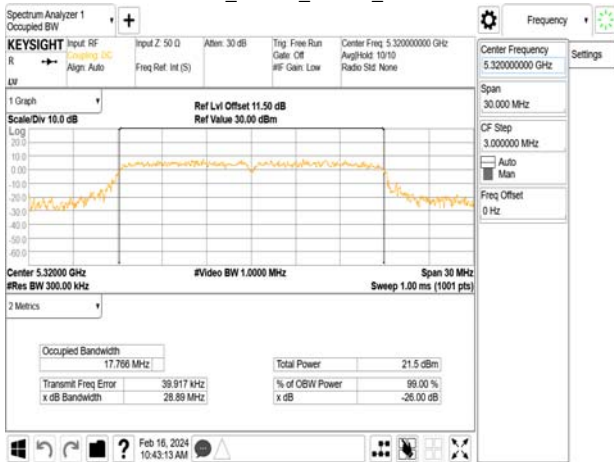 Spectrum Analyzer 1
Occupied BW
Frequency
KEYSIGHT
Input: RF
Coupling: DC
Align: Auto
Input Z: 50 Ω
Freq Ref: Int (S)
Atten: 30 dB
Trig: Free Run
Gate: Off
#IF Gain: Low
Center Freq: 5.320000000 GHz
Avg|Hold: 10/10
Radio Std: None
R
Center Frequency
5.320000000 GHz
Settings
Span
30.000 MHz
CF Step
3.000000 MHz
Auto
Man
Freq Offset
0 Hz
1 Graph
Scale/Div 10.0 dB
Ref Lvl Offset 11.50 dB
Ref Value 30.00 dBm
Log
20.0
10.0
0.00
-10.0
-20.0
-30.0
-40.0
-50.0
-60.0
Center 5.32000 GHz
#Res BW 300.00 kHz
#Video BW 1.0000 MHz
Span 30 MHz
Sweep 1.00 ms (1001 pts)
2 Metrics
Occupied Bandwidth
17.766 MHz
Transmit Freq Error 39.917 kHz
x dB Bandwidth 28.89 MHz
Total Power 21.5 dBm
% of OBW Power 99.00 %
x dB -26.00 dB
Feb 16, 2024
10:43:13 AM